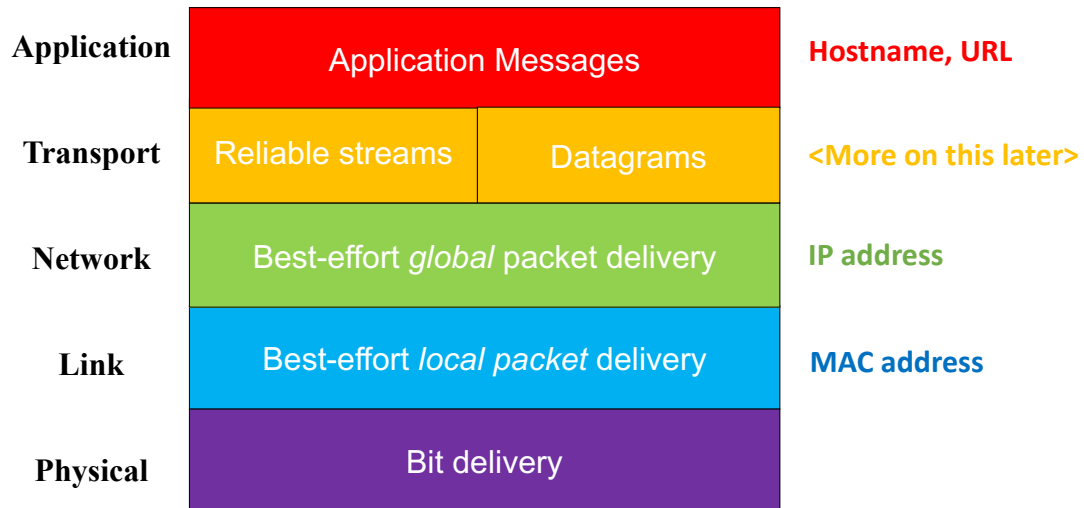 Application
Application Messages
Hostname, URL
Transport
Reliable streams
Datagrams
<More on this later>
Network
Best-effort global packet delivery
IP address
Link
Best-effort local packet delivery
MAC address
Physical
Bit delivery